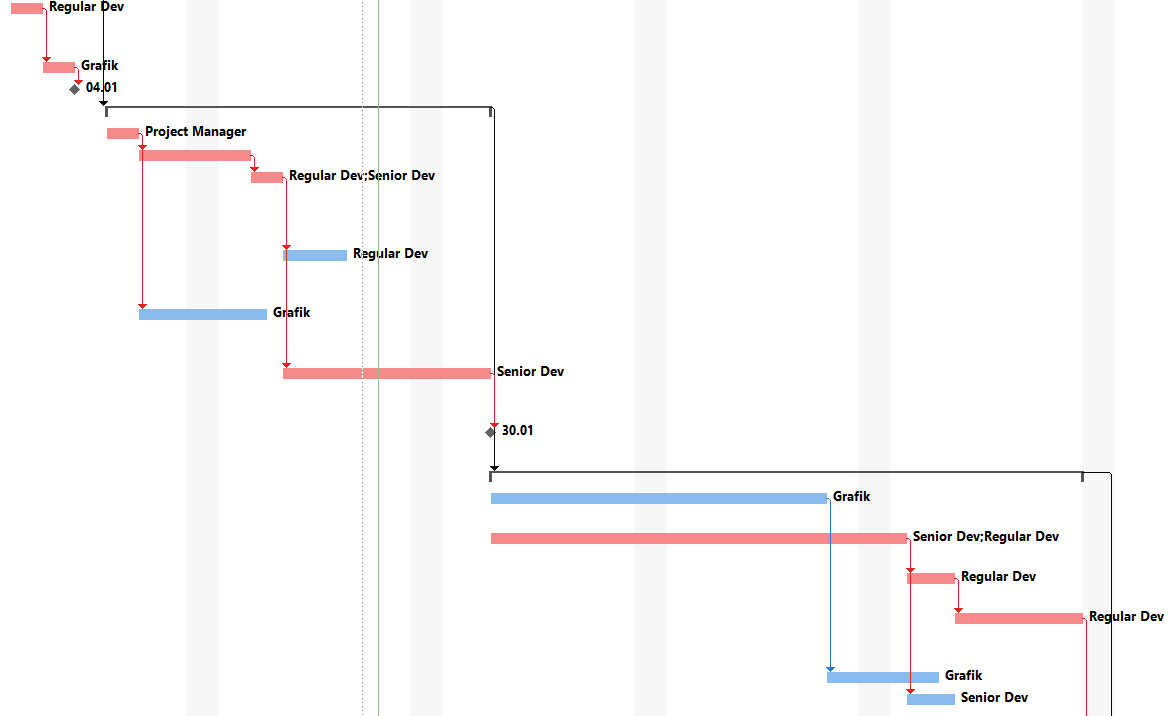 Regular Dev
Grafik
04.01
Project Manager
Regular Dev;Senior Dev
Regular Dev
Grafik
Senior Dev
30.01
Grafik
Senior Dev;Regular Dev
Regular Dev
Regular Dev
Grafik
Senior Dev